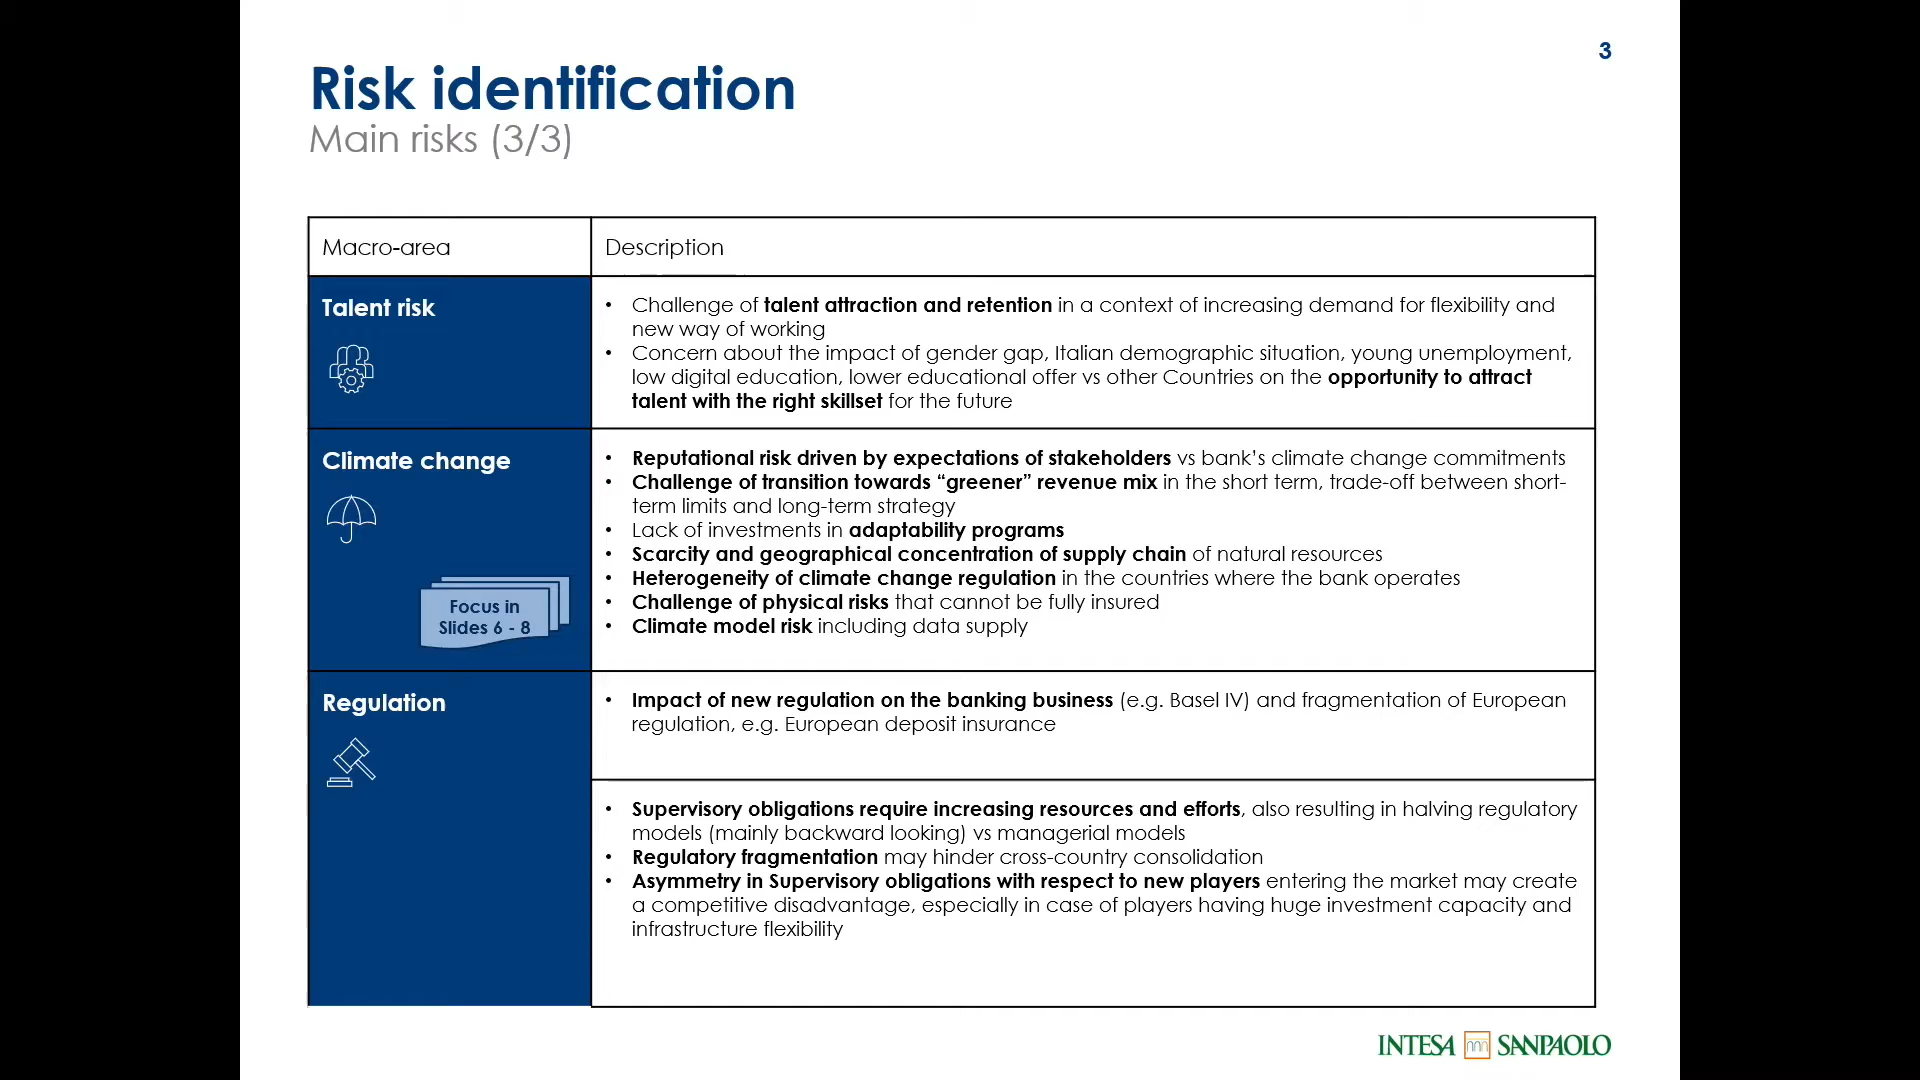 3
Risk identification
Main risks (3/3)
Macro-area
Description
Talent risk
• Challenge of talent attraction and retention in a context of increasing demand for flexibility and
new way of working
• Concern about the impact of gender gap, Italian demographic situation, young unemployment,
low digital education, lower educational offer vs other Countries on the opportunity to attract
talent with the right skillset for the future
Climate change
Focus in
Slides 6 - 8
• Reputational risk driven by expectations of stakeholders vs bank’s climate change commitments
• Challenge of transition towards “greener” revenue mix in the short term, trade-off between short-
term limits and long-term strategy
• Lack of investments in adaptability programs
• Scarcity and geographical concentration of supply chain of natural resources
• Heterogeneity of climate change regulation in the countries where the bank operates
• Challenge of physical risks that cannot be fully insured
• Climate model risk including data supply
Regulation
• Impact of new regulation on the banking business (e.g. Basel IV) and fragmentation of European
regulation, e.g. European deposit insurance
• Supervisory obligations require increasing resources and efforts, also resulting in halving regulatory
models (mainly backward looking) vs managerial models
• Regulatory fragmentation may hinder cross-country consolidation
• Asymmetry in Supervisory obligations with respect to new players entering the market may create
a competitive disadvantage, especially in case of players having huge investment capacity and
infrastructure flexibility
INTESA SANPAOLO